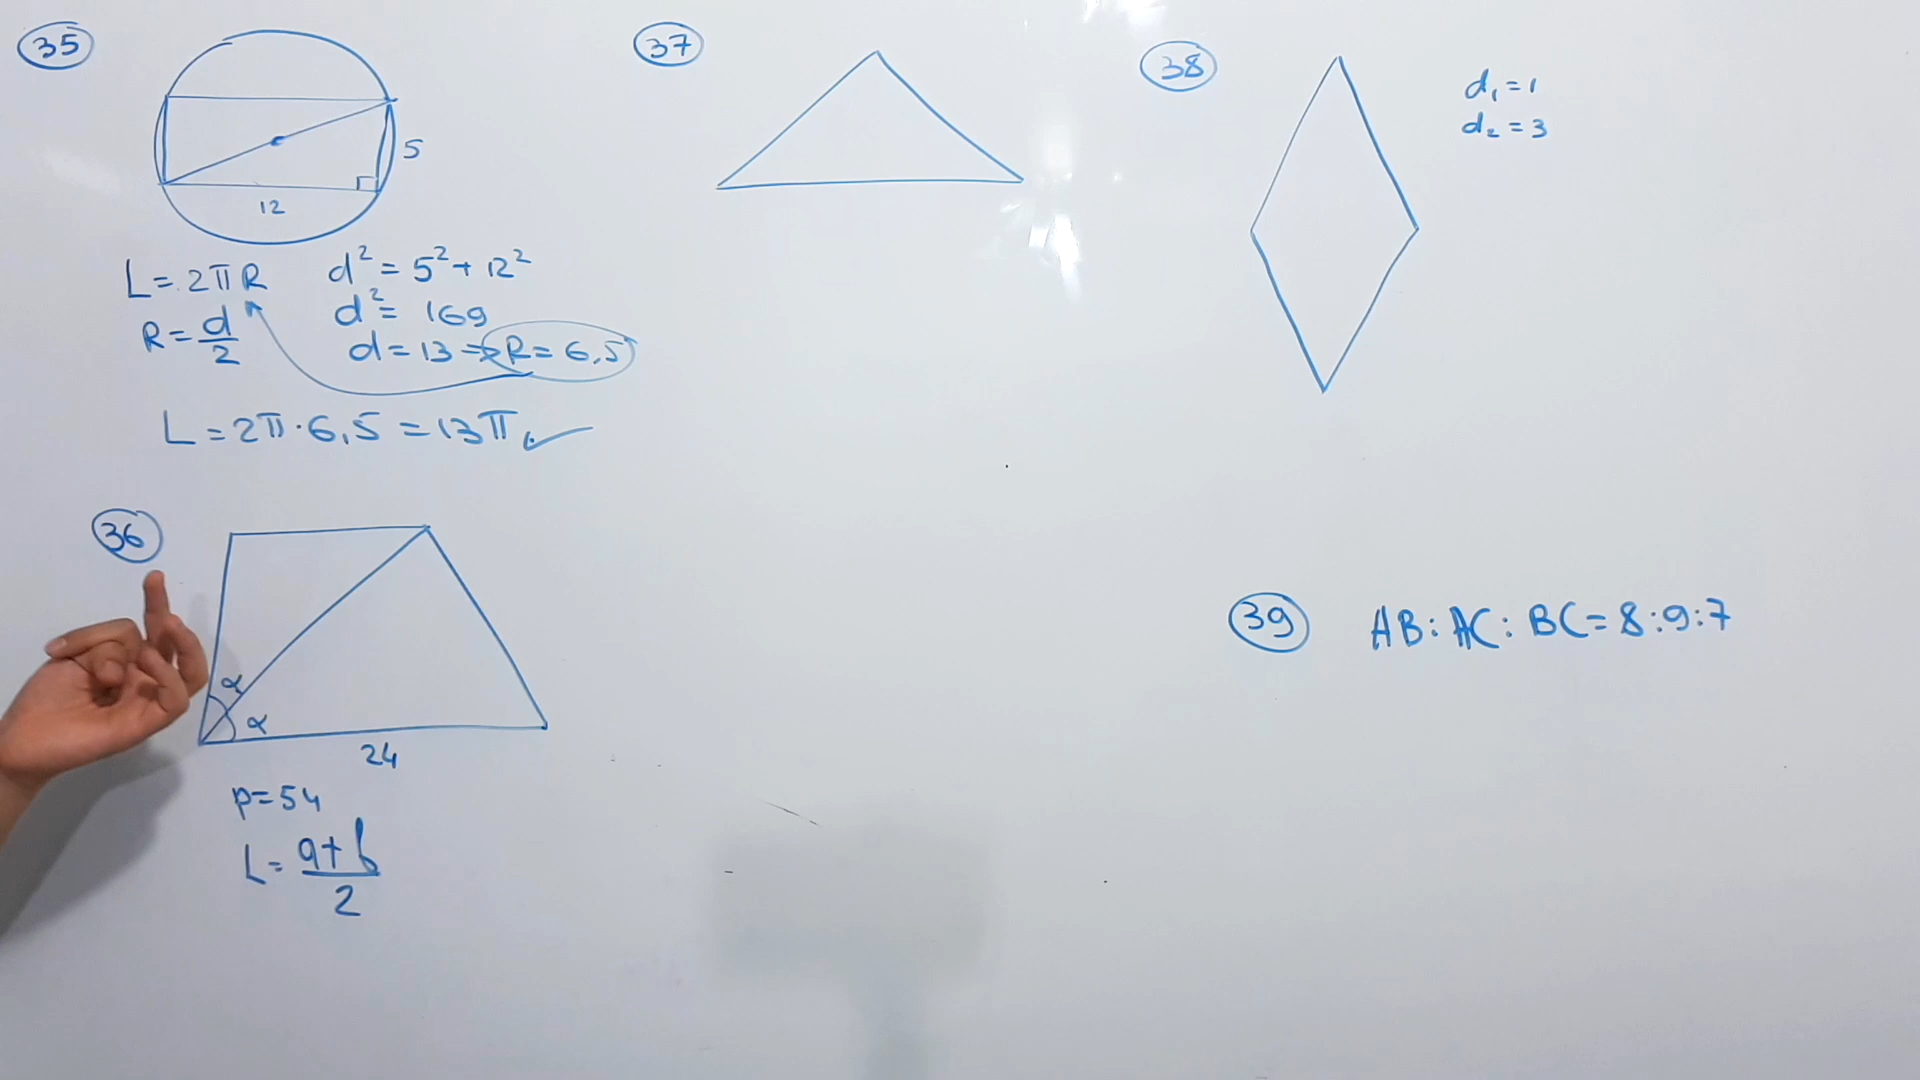 35
5
12
L = 2πR
R = d/2
d² = 5² + 12²
d² = 169
d = 13 → R = 6,5
L = 2π · 6,5 = 13π ✓
36
α
α
24
p = 54
L = a+b/2
37
38
d₁ = 1
d₂ = 3
39 AB : AC : BC = 8 : 9 : 7